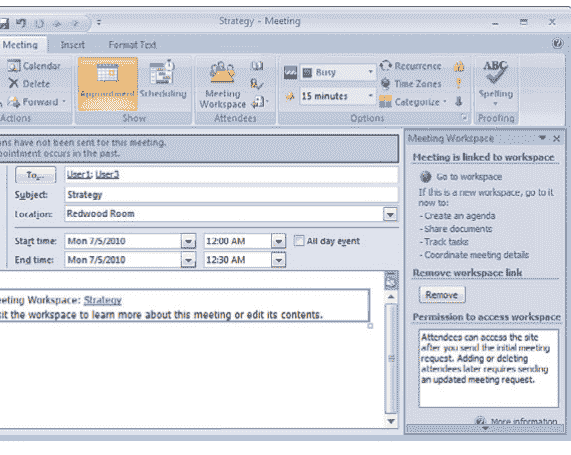 Strategy - Meeting
Meeting Insert Format Text
Calendar
Delete
Forward
Actions
Appointment Scheduling
Show
Meeting
Workspace
Attendees
Busy
15 minutes
Recurrence
Time Zones
Categorize
Options
ABC
Spelling
Proofing
ns have not been sent for this meeting.
pointment occurs in the past.
To...
User1; User3
Subject: Strategy
Location: Redwood Room
Start time: Mon 7/5/2010 12:00 AM All day event
End time: Mon 7/5/2010 12:30 AM
eeting Workspace: Strategy
sit the workspace to learn more about this meeting or edit its contents.
Meeting Workspace
Meeting is linked to workspace
Go to workspace
If this is a new workspace, go to it
now to:
- Create an agenda
- Share documents
- Track tasks
- Coordinate meeting details
Remove workspace link
Remove
Permission to access workspace
Attendees can access the site
after you send the initial meeting
request. Adding or deleting
attendees later requires sending
an updated meeting request.
More information